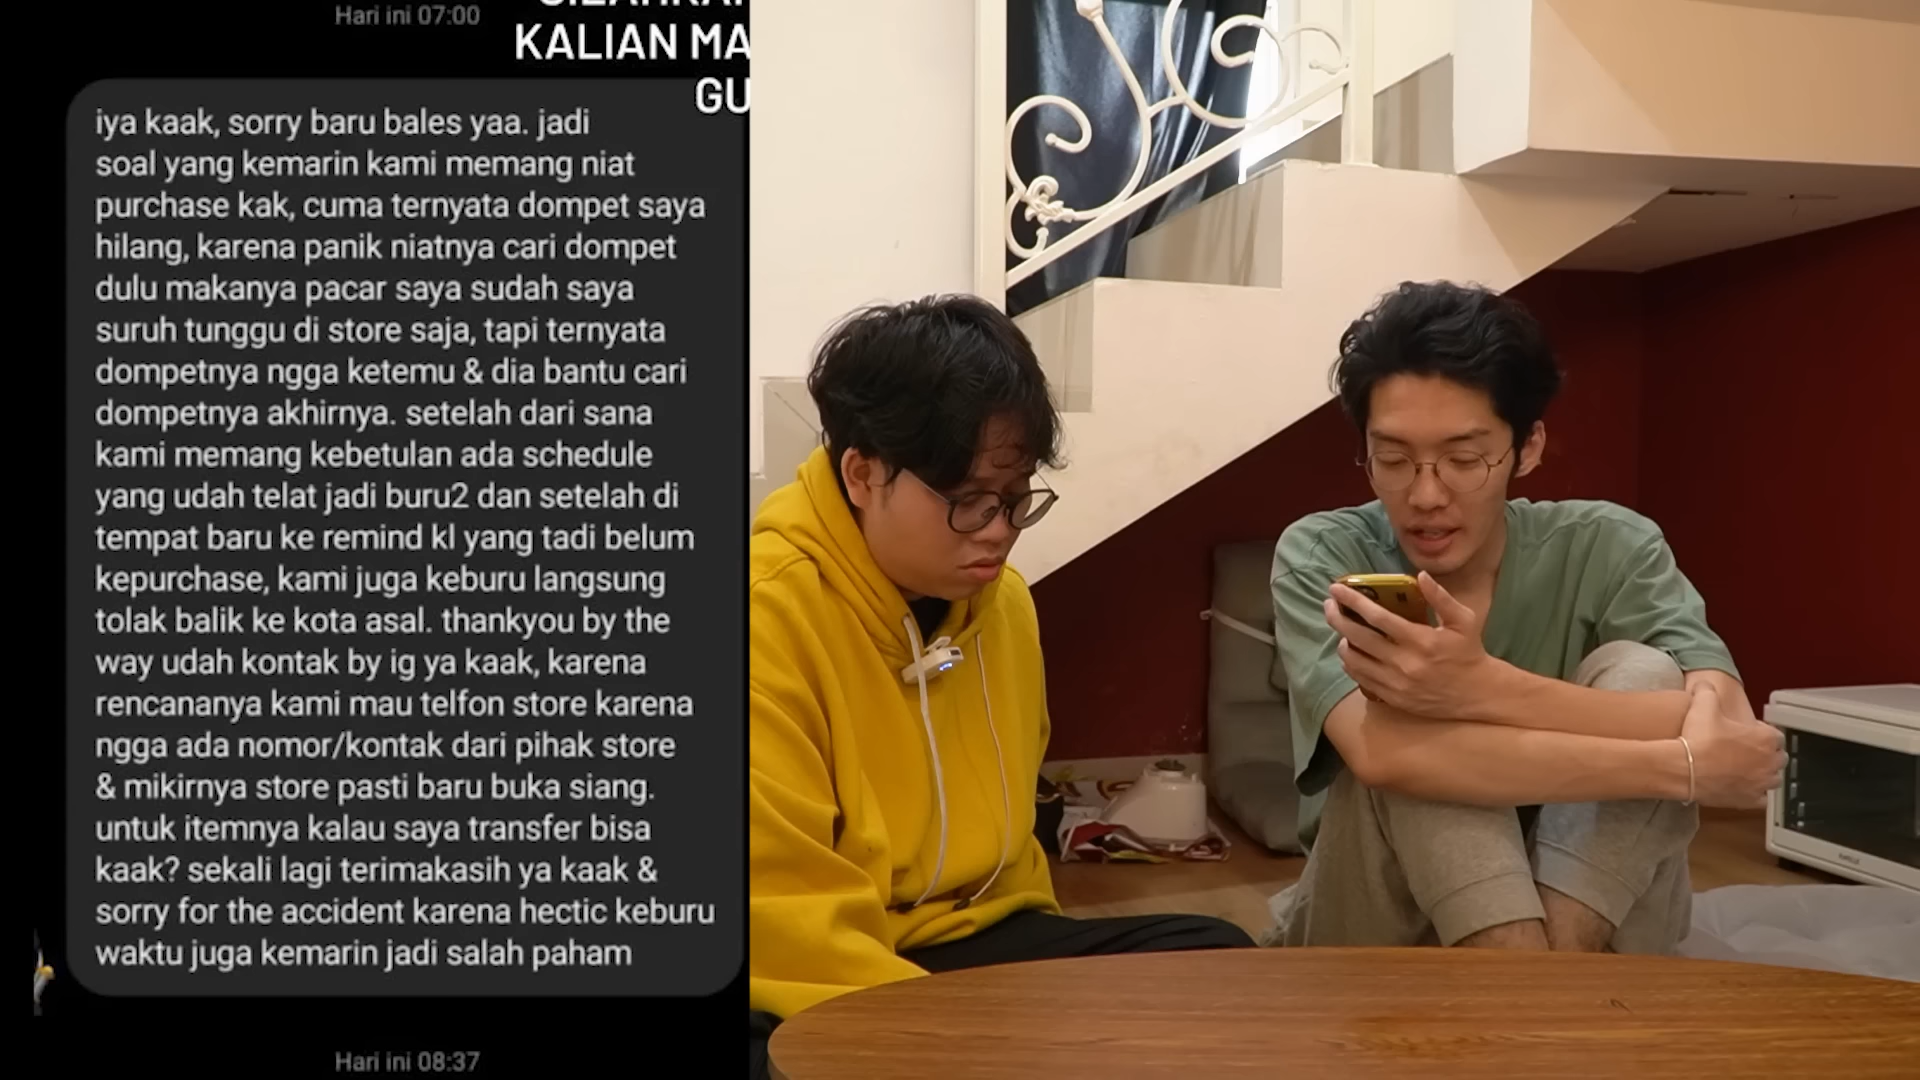 Hari ini 07:00
KALIAN MA
GU
iya kaak, sorry baru bales yaa. jadi
soal yang kemarin kami memang niat
purchase kak, cuma ternyata dompet saya
hilang, karena panik niatnya cari dompet
dulu makanya pacar saya sudah saya
suruh tunggu di store saja, tapi ternyata
dompetnya ngga ketemu & dia bantu cari
dompetnya akhirnya. setelah dari sana
kami memang kebetulan ada schedule
yang udah telat jadi buru2 dan setelah di
tempat baru ke remind kl yang tadi belum
kepurchase, kami juga keburu langsung
tolak balik ke kota asal. thankyou by the
way udah kontak by ig ya kaak, karena
rencananya kami mau telfon store karena
ngga ada nomor/kontak dari pihak store
& mikirnya store pasti baru buka siang.
untuk itemnya kalau saya transfer bisa
kaak? sekali lagi terimakasih ya kaak &
sorry for the accident karena hectic keburu
waktu juga kemarin jadi salah paham
Hari ini 08:37